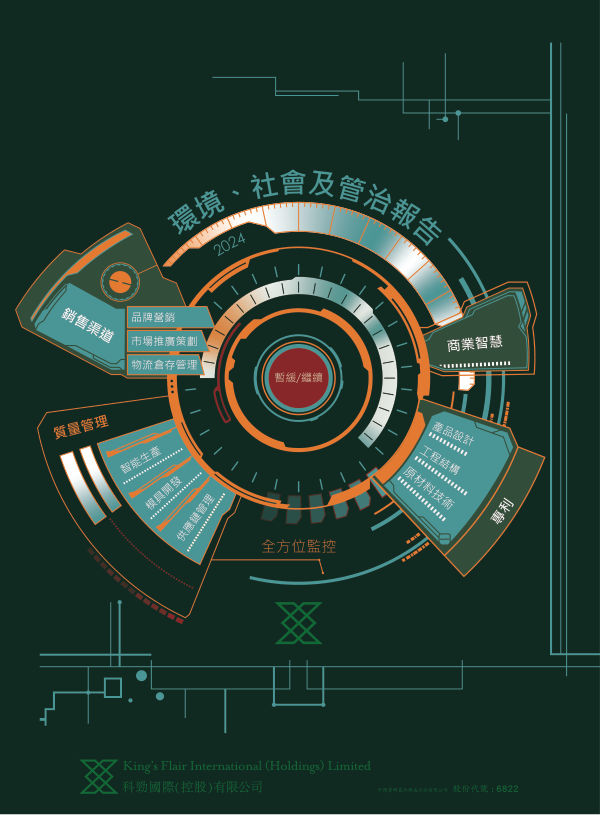 環境、社會及管治報告
2024
銷售渠道
品牌營銷
市場推廣策劃
物流倉存管理
暫緩/繼續
商業智慧
產品設計
工程結構
原材料技術
專利
質量管理
智能生產
模具開發
供應鏈管理
全方位監控
King's Flair International (Holdings) Limited
科勁國際(控股)有限公司
股份代號 : 6822